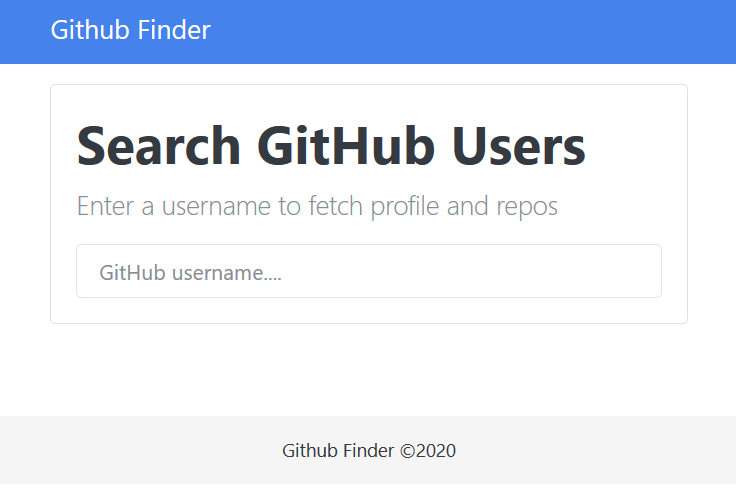 Github Finder
Search GitHub Users
Enter a username to fetch profile and repos
GitHub username....
Github Finder ©2020